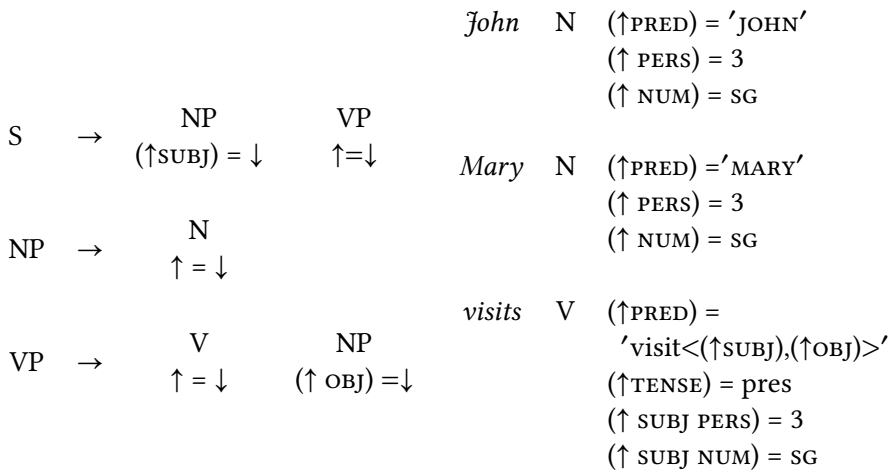 S → NP VP
(↑SUBJ) = ↓ ↑=↓
NP → N
↑ = ↓
VP → V NP
↑ = ↓ (↑ OBJ) =↓
John N (↑PRED) = ′JOHN′
(↑ PERS) = 3
(↑ NUM) = SG
Mary N (↑PRED) =′MARY′
(↑ PERS) = 3
(↑ NUM) = SG
visits V (↑PRED) =
′visit<(↑SUBJ),(↑OBJ)>′
(↑TENSE) = pres
(↑ SUBJ PERS) = 3
(↑ SUBJ NUM) = SG